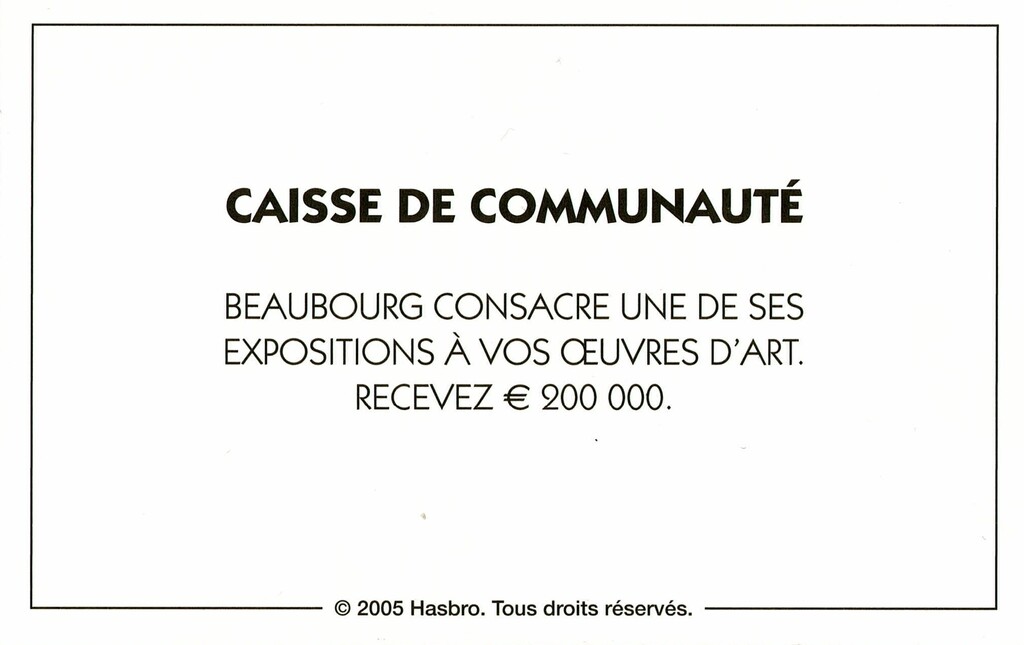 CAISSE DE COMMUNAUTÉ
BEAUBOURG CONSACRE UNE DE SES
EXPOSITIONS À VOS ŒUVRES D'ART.
RECEVEZ € 200 000.
© 2005 Hasbro. Tous droits réservés.